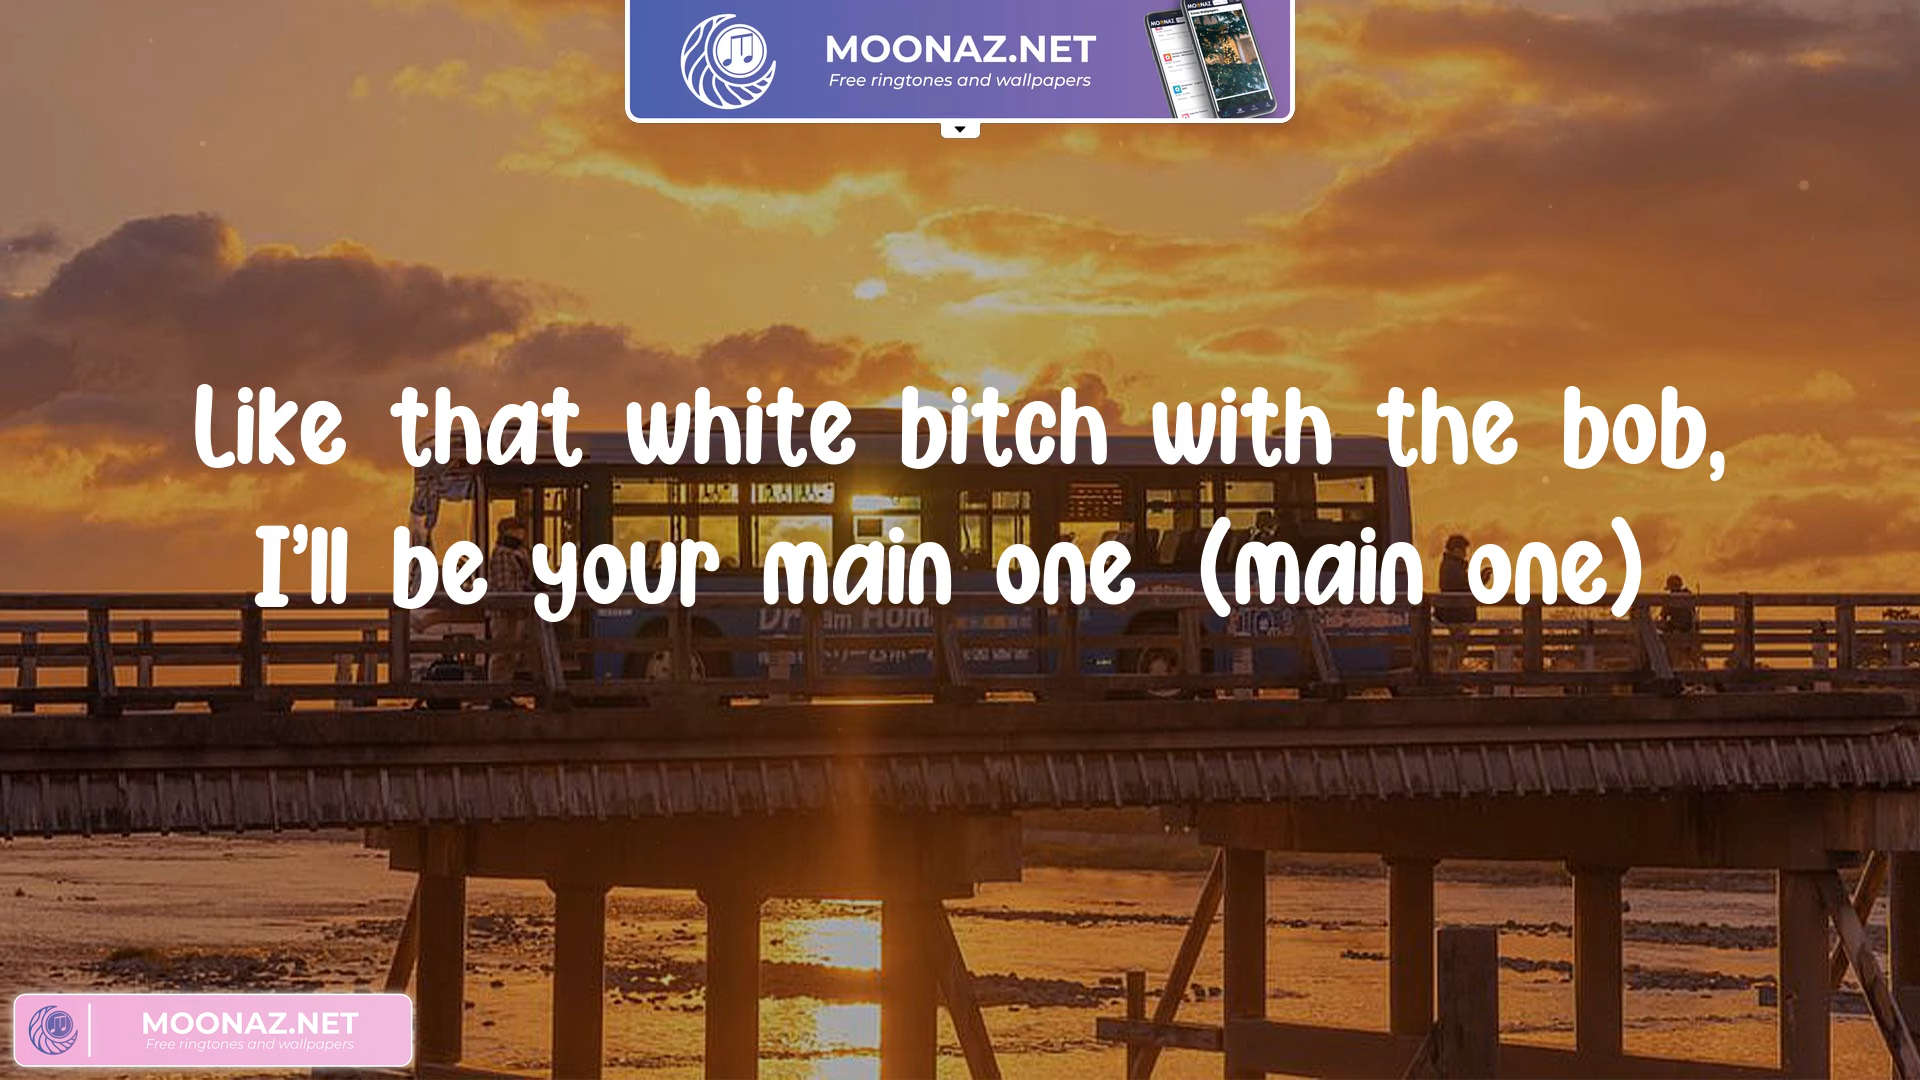 MOONAZ.NET
Free ringtones and wallpapers
Like that white bitch with the bob,
I'll be your main one (main one)
MOONAZ.NET
Free ringtones and wallpapers